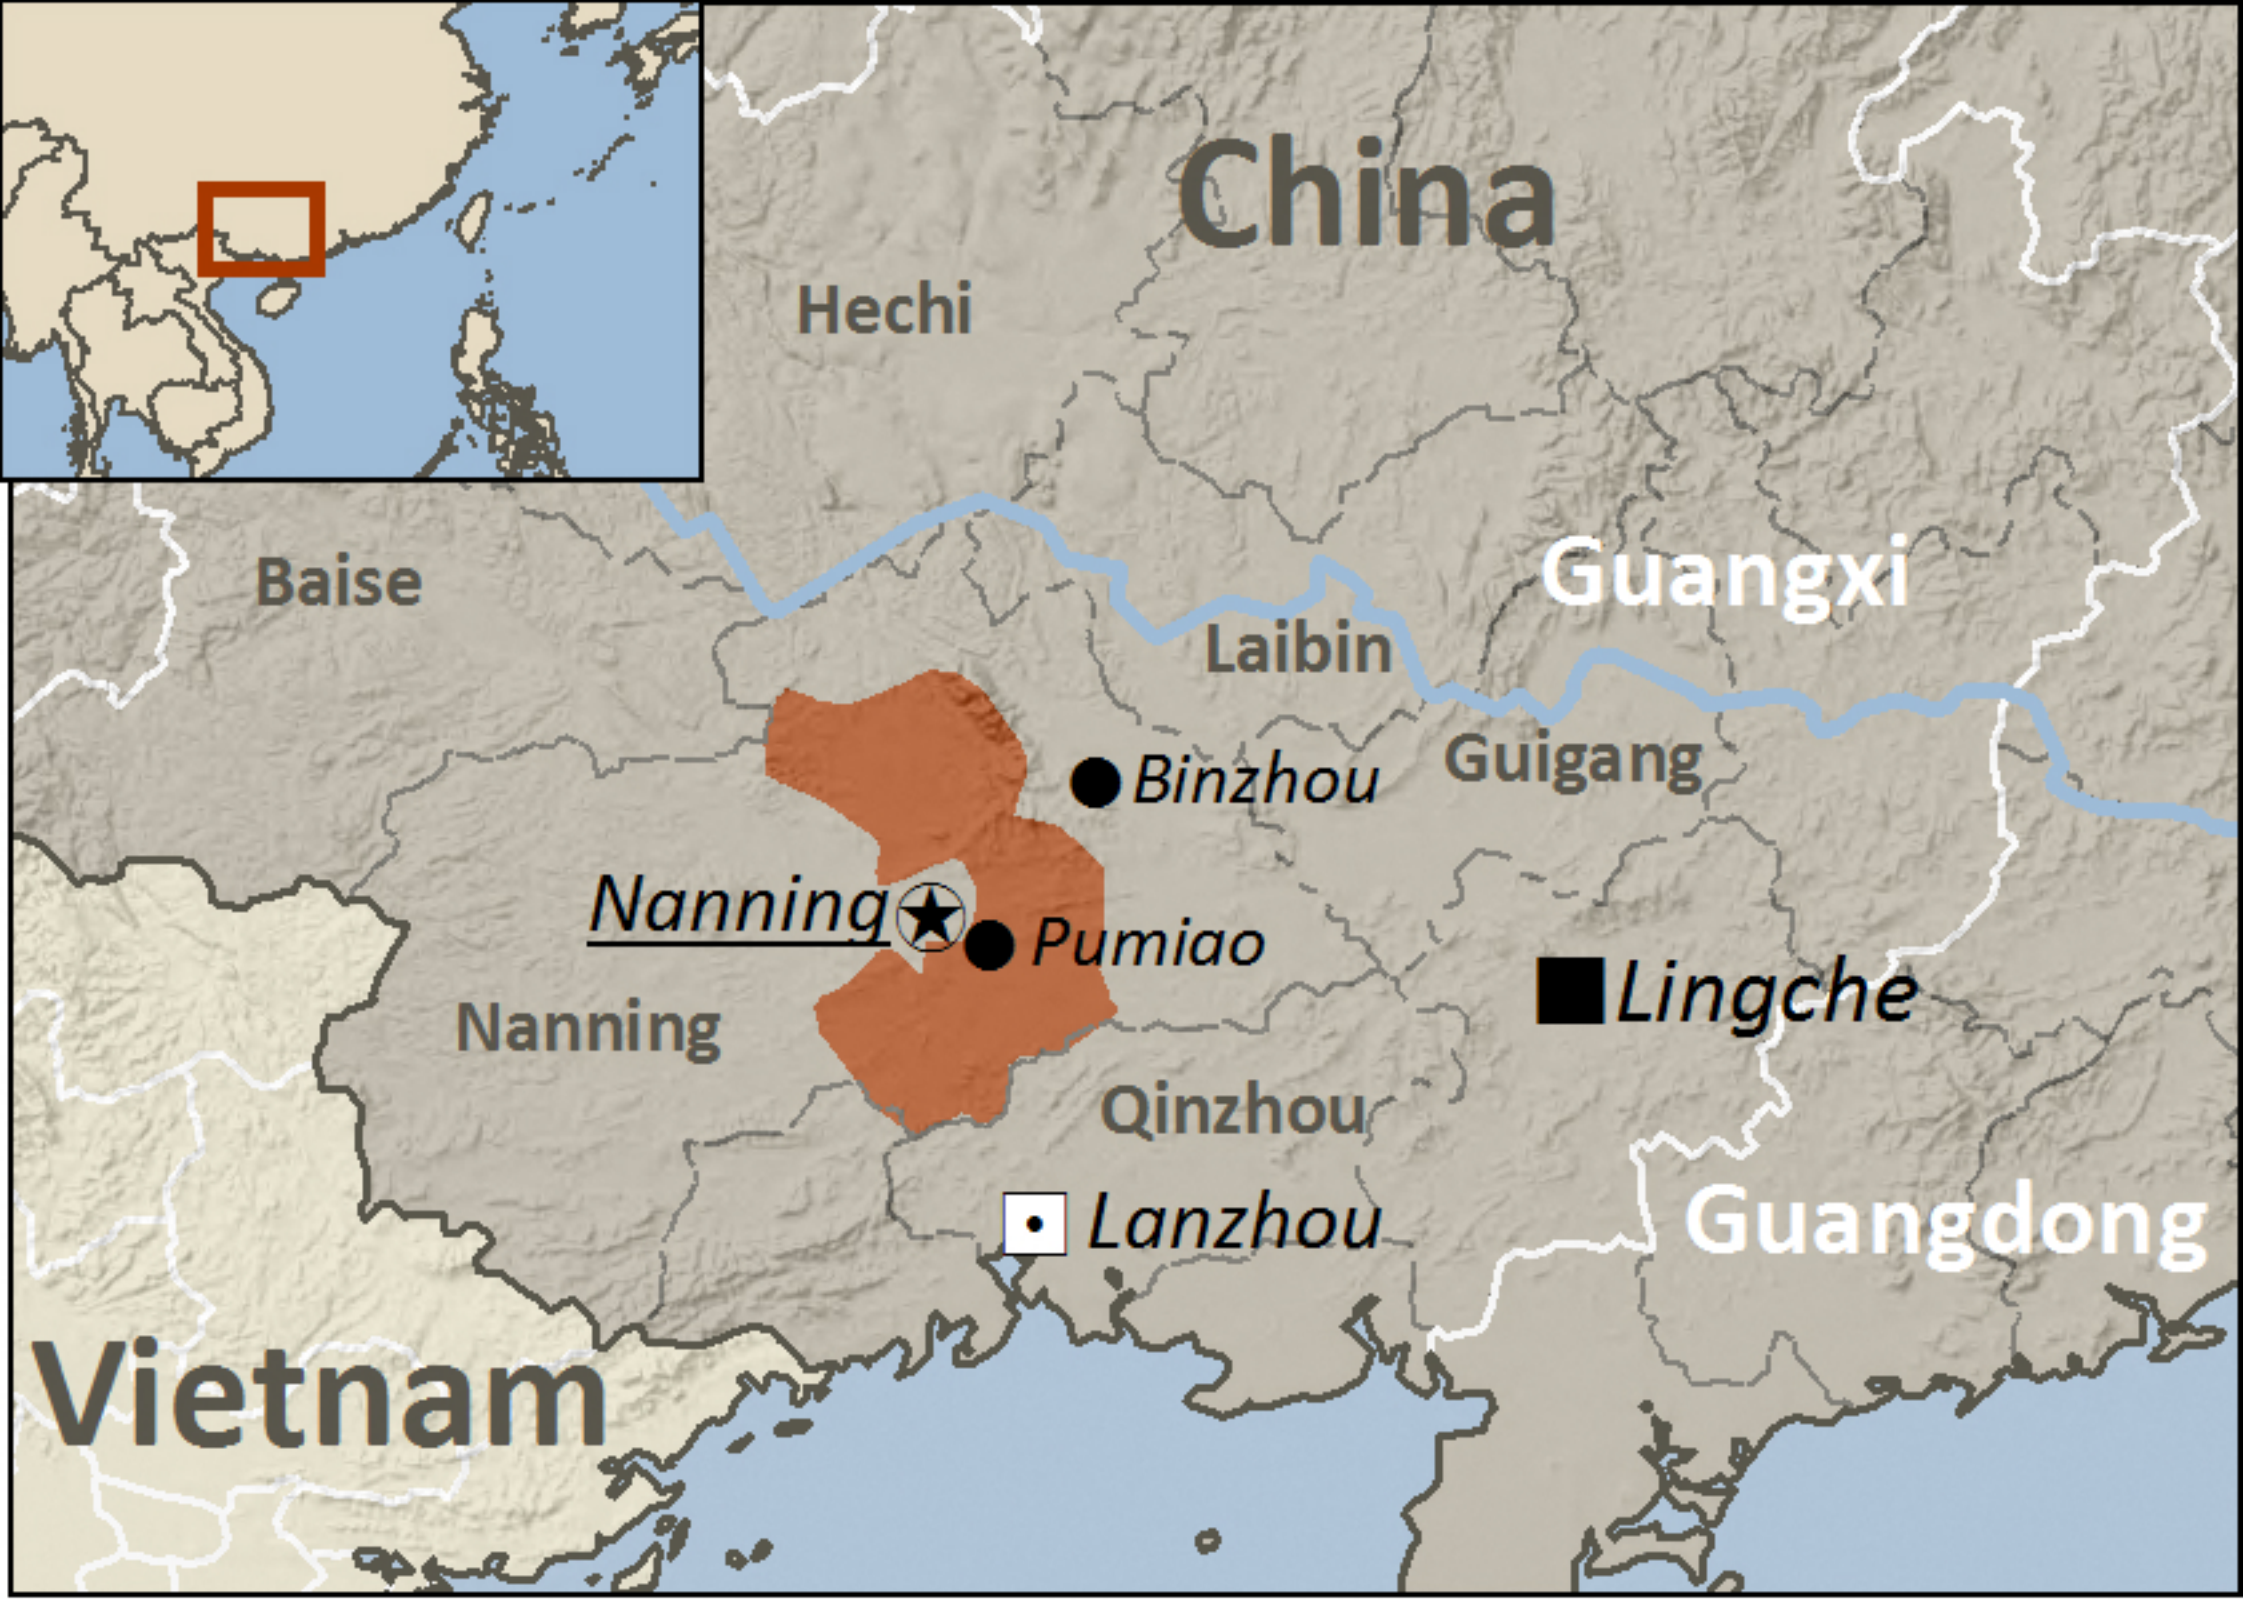 China
Hechi
Baise
Guangxi
Laibin
Guigang
Binzhou
Nanning
Pumiao
Lingche
Nanning
Qinzhou
Lanzhou
Guangdong
Vietnam